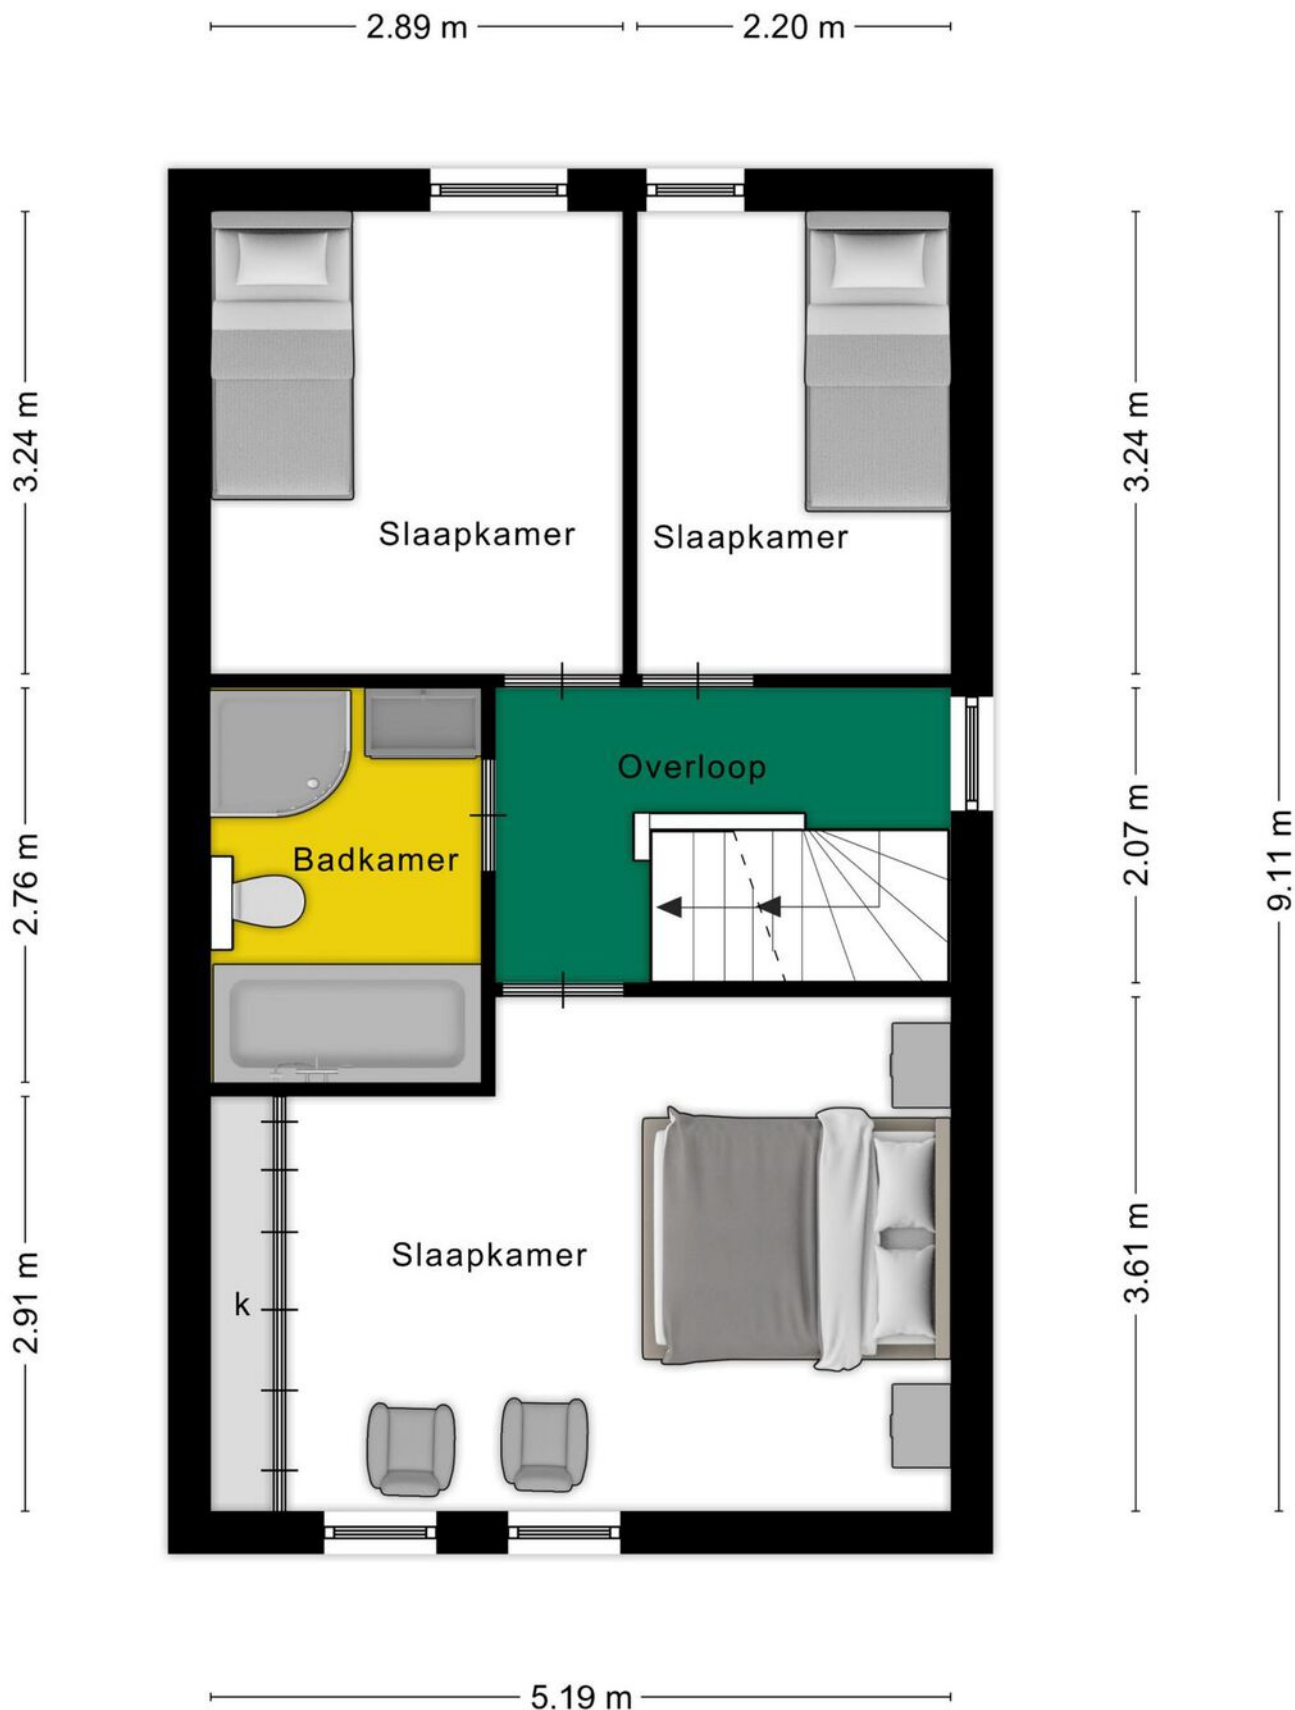 2.89 m
2.20 m
3.24 m
3.24 m
Slaapkamer
Slaapkamer
Overloop
2.76 m
Badkamer
2.07 m
9.11 m
Slaapkamer
3.61 m
2.91 m
k
5.19 m